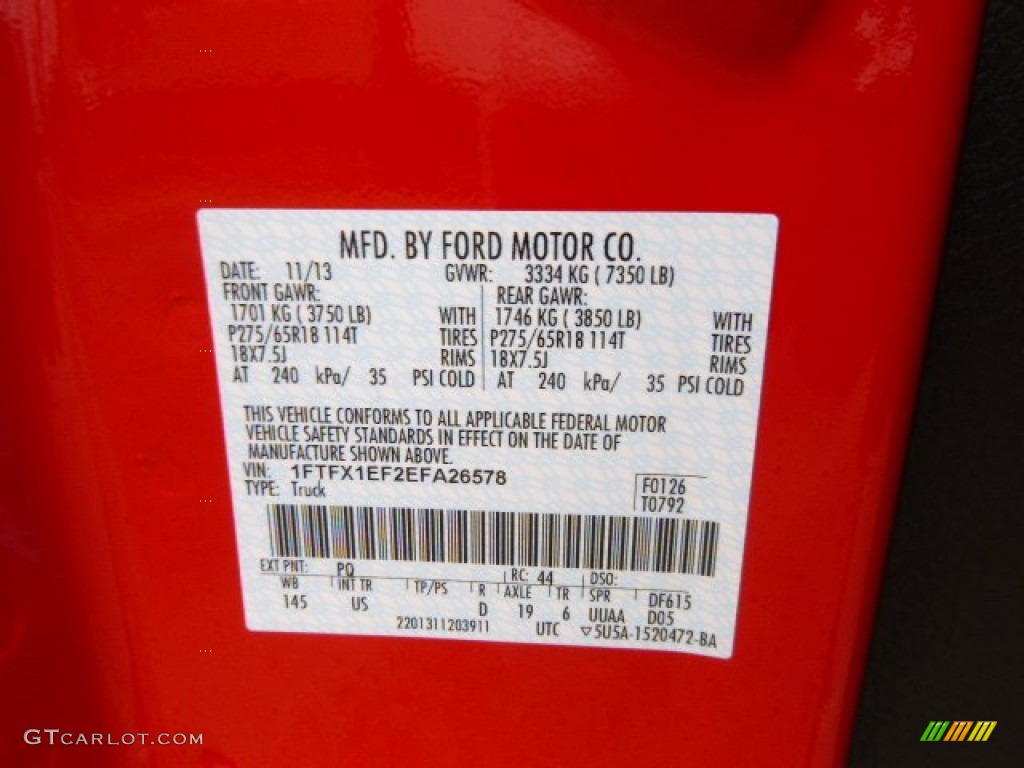 MFD. BY FORD MOTOR CO.
DATE: 11/13 GVWR: 3334 KG ( 7350 LB)
FRONT GAWR: REAR GAWR:
1701 KG ( 3750 LB) WITH 1746 KG ( 3850 LB) WITH
P275/65R18 114T TIRES P275/65R18 114T TIRES
18X7.5J RIMS 18X7.5J RIMS
AT 240 kPa/ 35 PSI COLD AT 240 kPa/ 35 PSI COLD
THIS VEHICLE CONFORMS TO ALL APPLICABLE FEDERAL MOTOR
VEHICLE SAFETY STANDARDS IN EFFECT ON THE DATE OF
MANUFACTURE SHOWN ABOVE.
VIN: 1FTFX1EF2EFA26578 F0126
TYPE: Truck T0792
EXT PNT: PQ RC: 44 DSO:
WB INT TR TP/PS R AXLE TR SPR DF615
145 US D 19 6 UUAA D05
2201311203911 UTC ▽5U5A-1520472-BA
GTCARLOT.COM